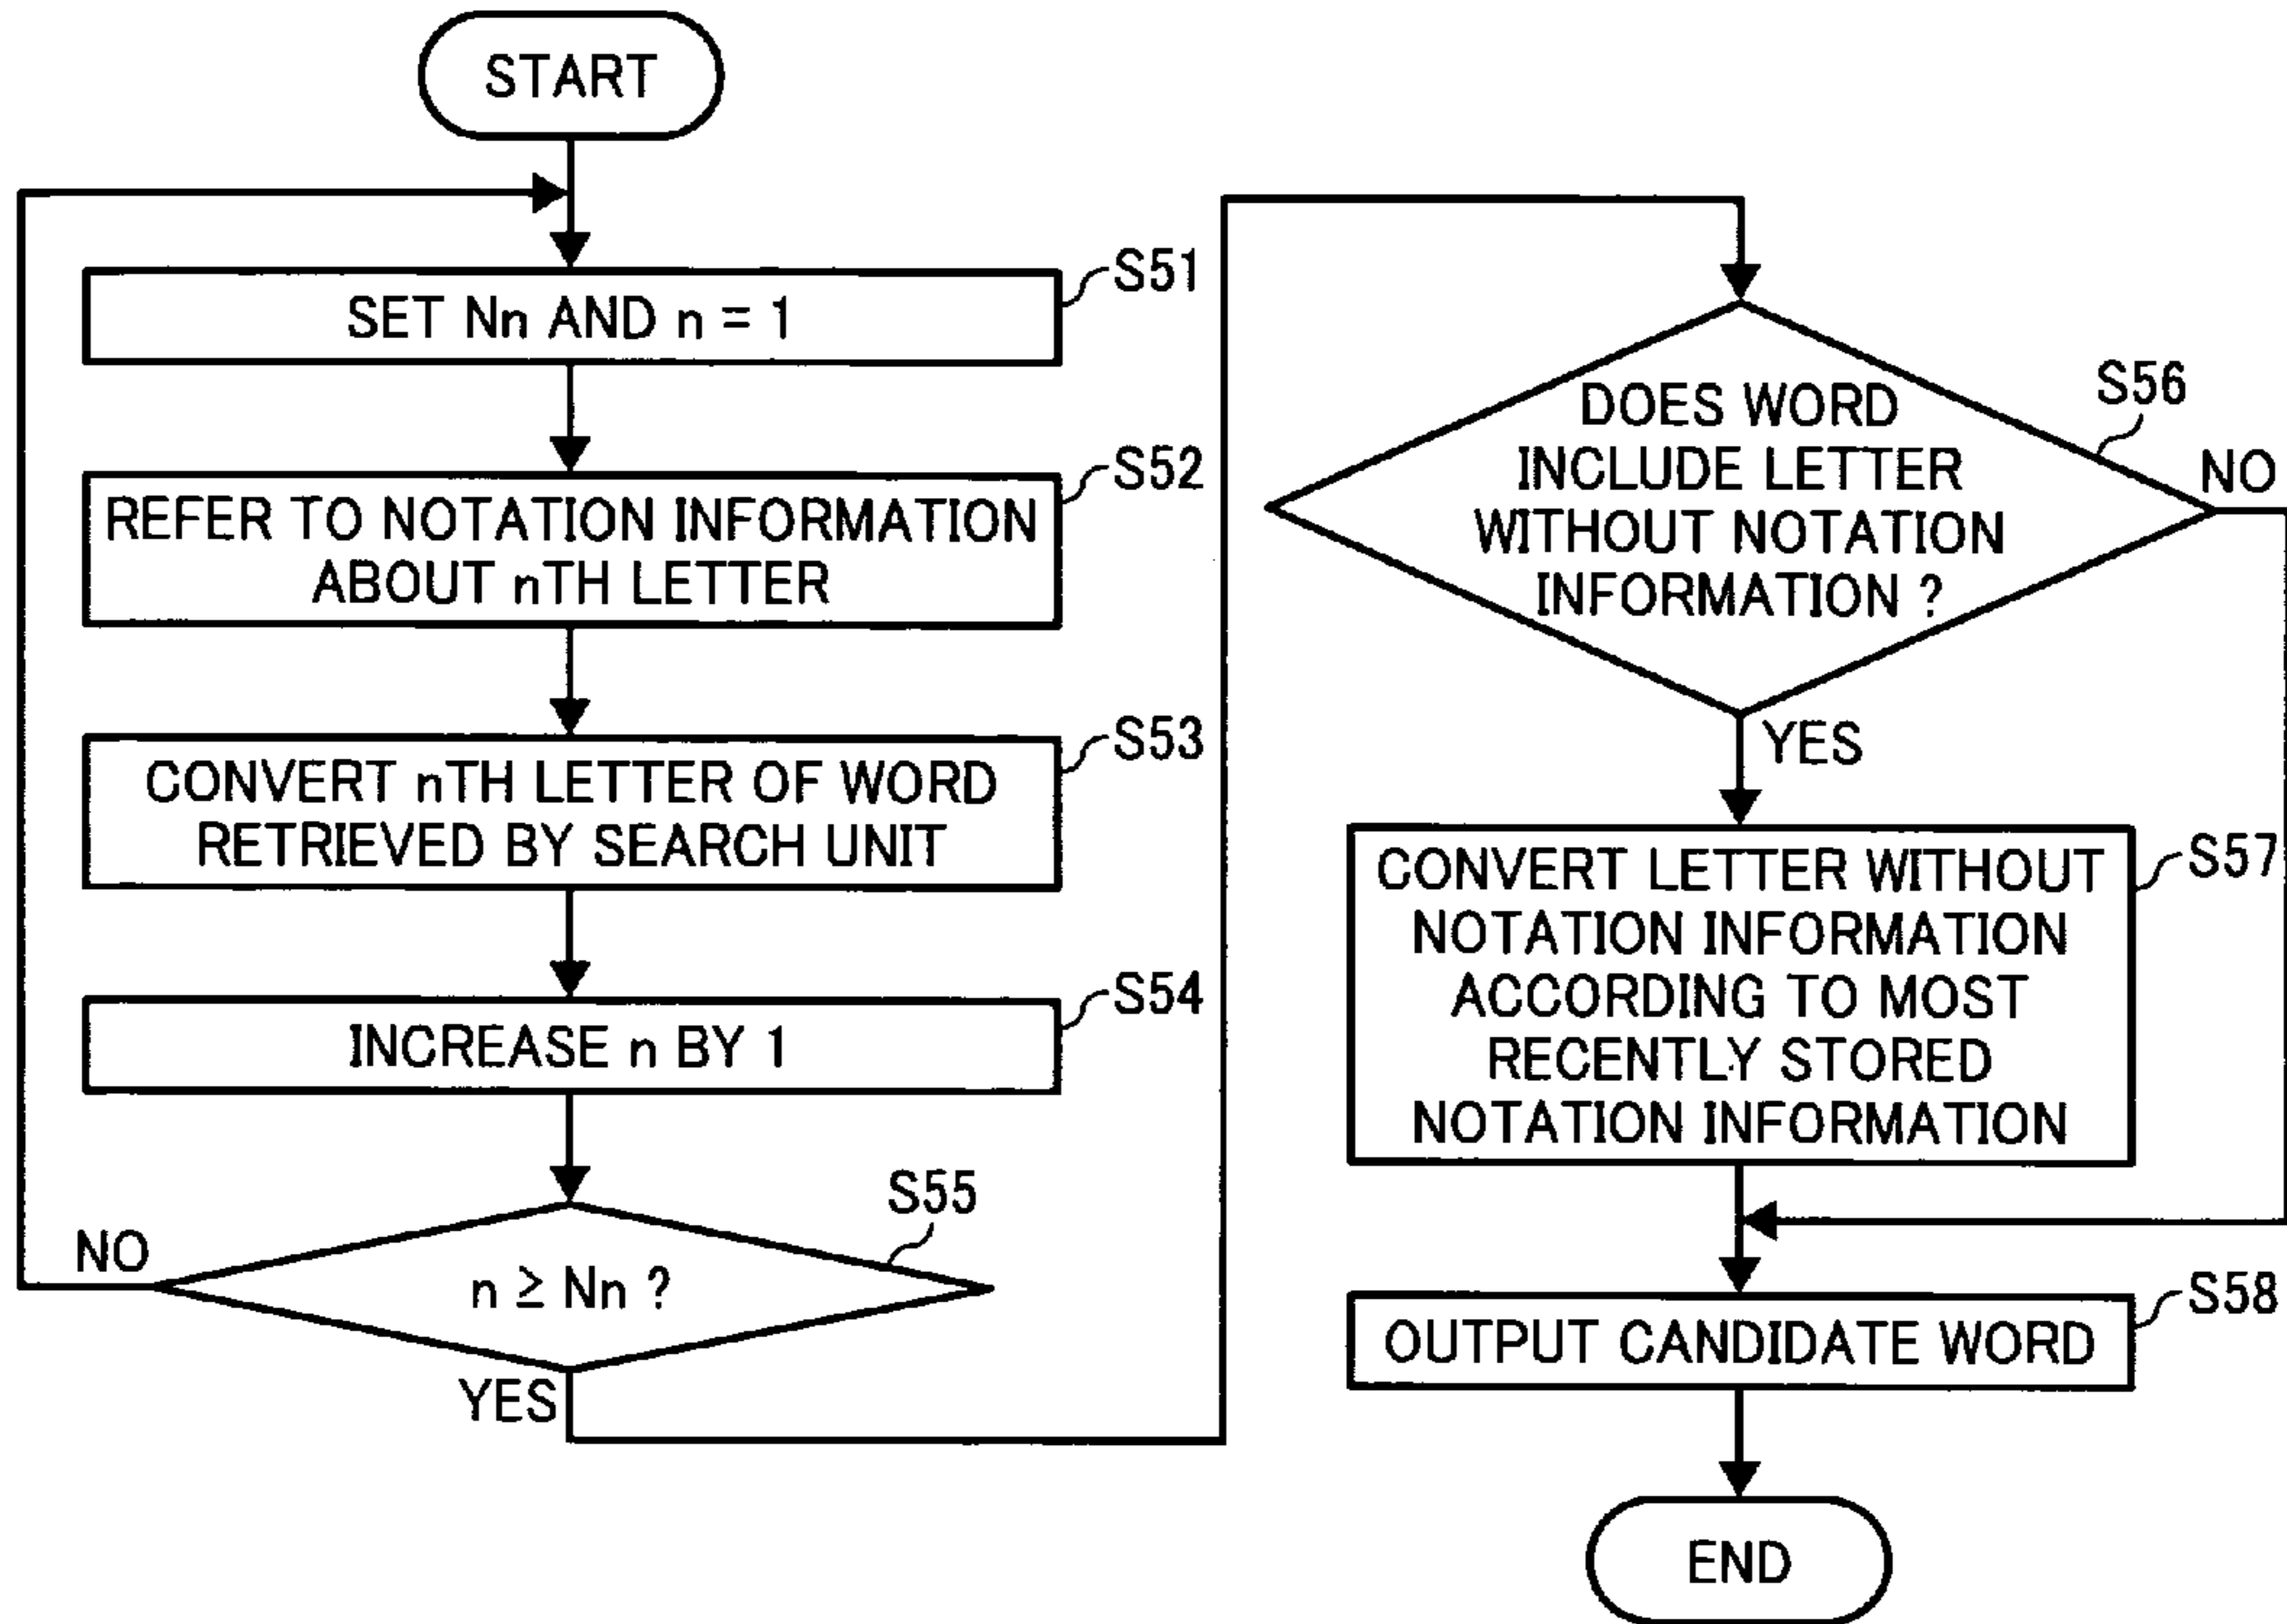 START
S51
SET Nn AND n = 1
S52
REFER TO NOTATION INFORMATION
ABOUT nTH LETTER
S53
CONVERT nTH LETTER OF WORD
RETRIEVED BY SEARCH UNIT
S54
INCREASE n BY 1
S55
n ≥ Nn ?
NO
YES
S56
DOES WORD
INCLUDE LETTER
WITHOUT NOTATION
INFORMATION ?
NO
YES
S57
CONVERT LETTER WITHOUT
NOTATION INFORMATION
ACCORDING TO MOST
RECENTLY STORED
NOTATION INFORMATION
S58
OUTPUT CANDIDATE WORD
END